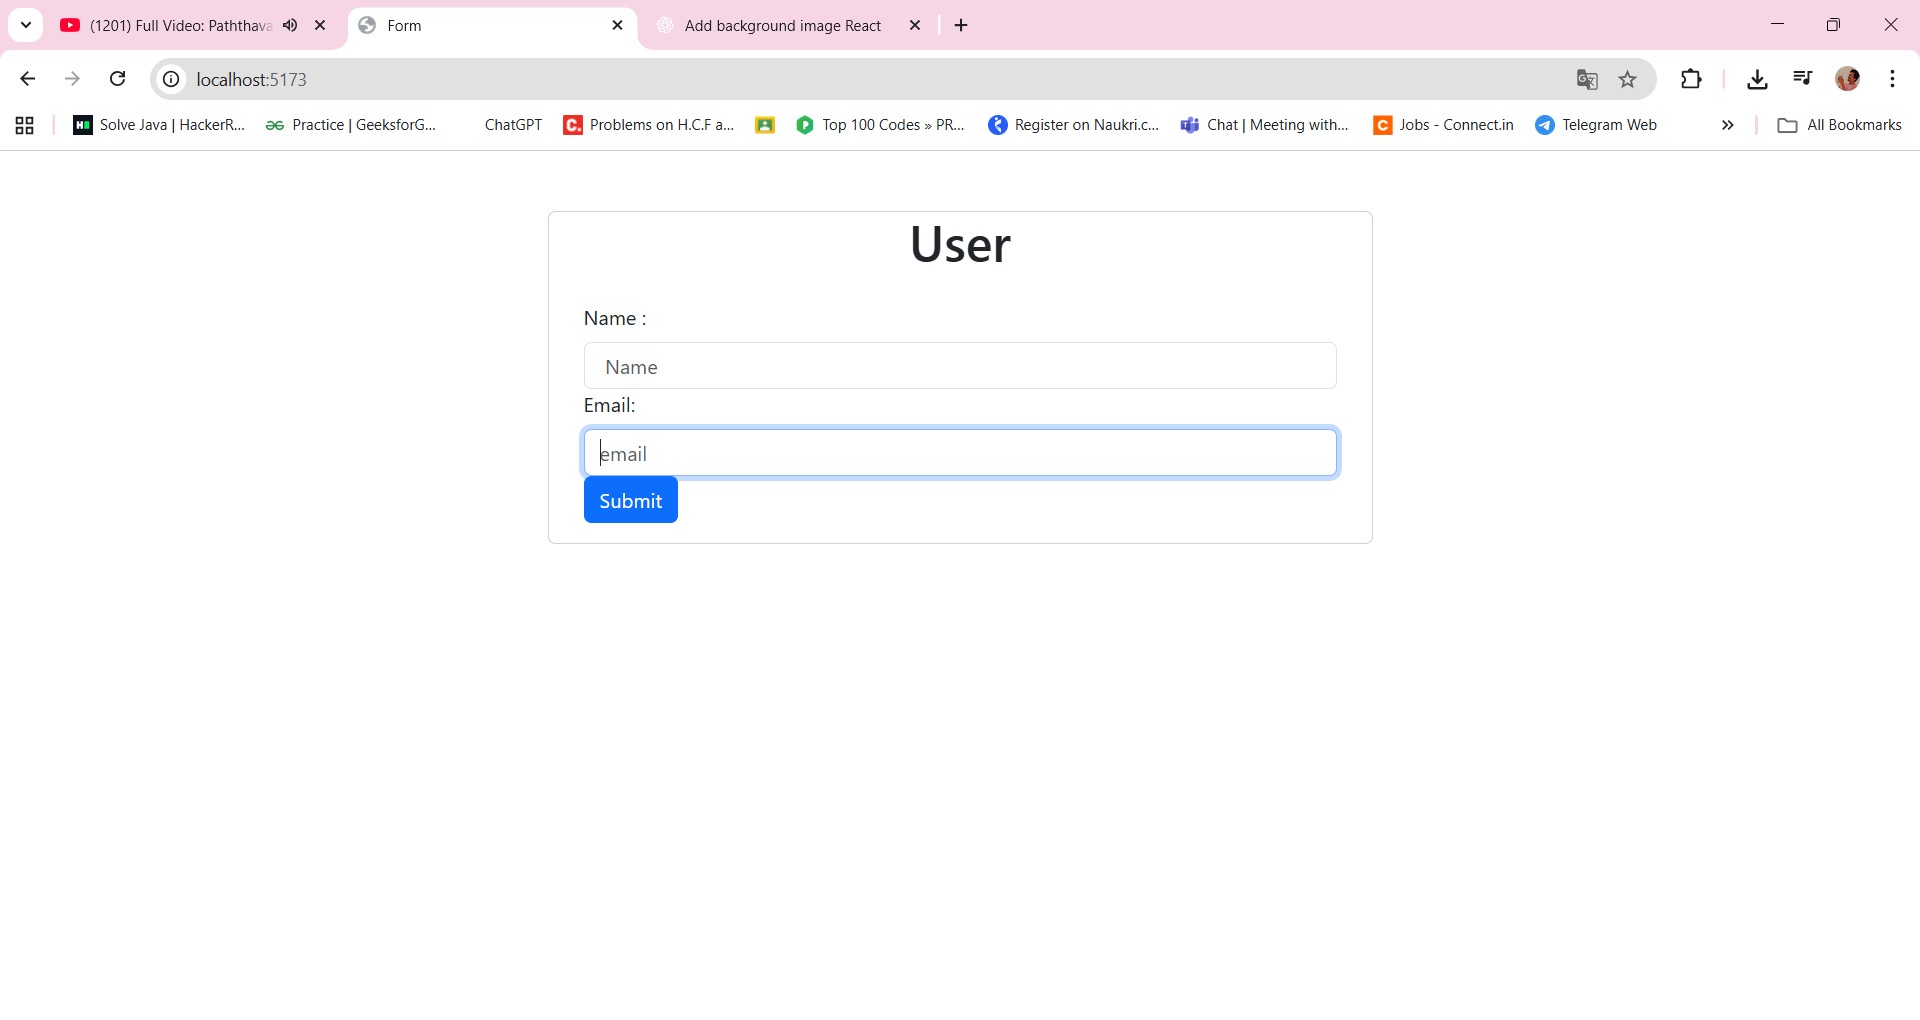 (1201) Full Video: Paththava
Form
Add background image React
localhost:5173
Solve Java | HackerR...
Practice | GeeksforG...
ChatGPT
Problems on H.C.F a...
Top 100 Codes » PR...
Register on Naukri.c...
Chat | Meeting with...
Jobs - Connect.in
Telegram Web
All Bookmarks
User
Name :
Name
Email:
email
Submit